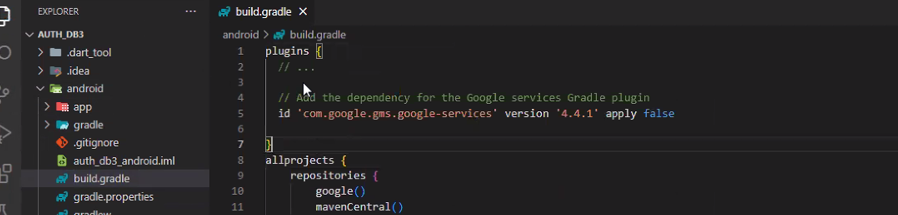 EXPLORER
build.gradle
AUTH_DB3
android > build.gradle
.dart_tool
1 plugins {
.idea
2 // ...
android
3
app
4 // Add the dependency for the Google services Gradle plugin
gradle
5 id 'com.google.gms.google-services' version '4.4.1' apply false
.gitignore
6
auth_db3_android.iml
7 }
build.gradle
8 allprojects {
gradle.properties
9 repositories {
gradlew
10 google()
11 mavenCentral()